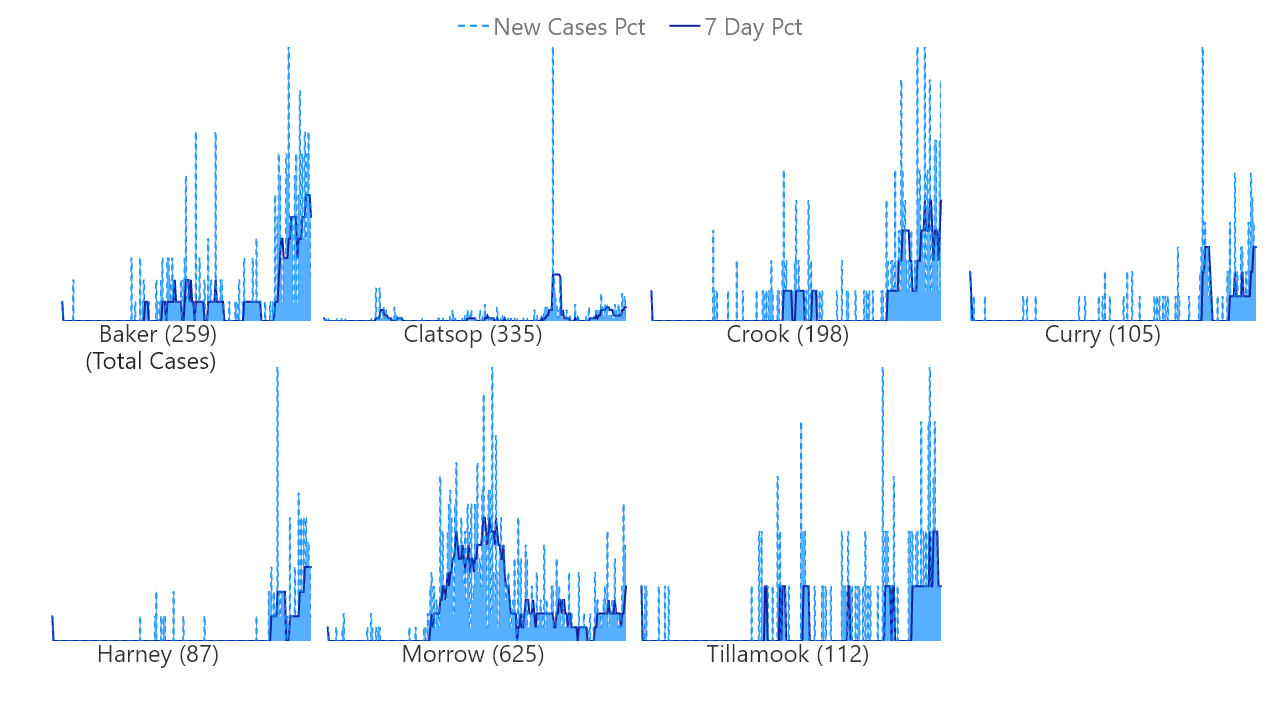 New Cases Pct 7 Day Pct
Baker (259) Clatsop (335) Crook (198) Curry (105)
(Total Cases)
Harney (87) Morrow (625) Tillamook (112)